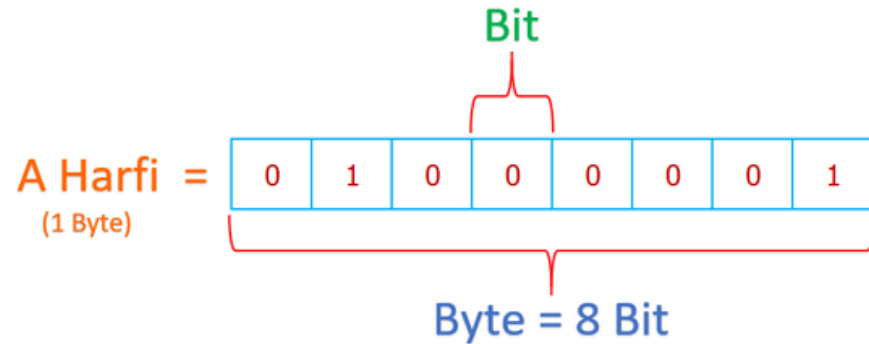 Bit
A Harfi = 0 1 0 0 0 0 0 1
(1 Byte)
Byte = 8 Bit